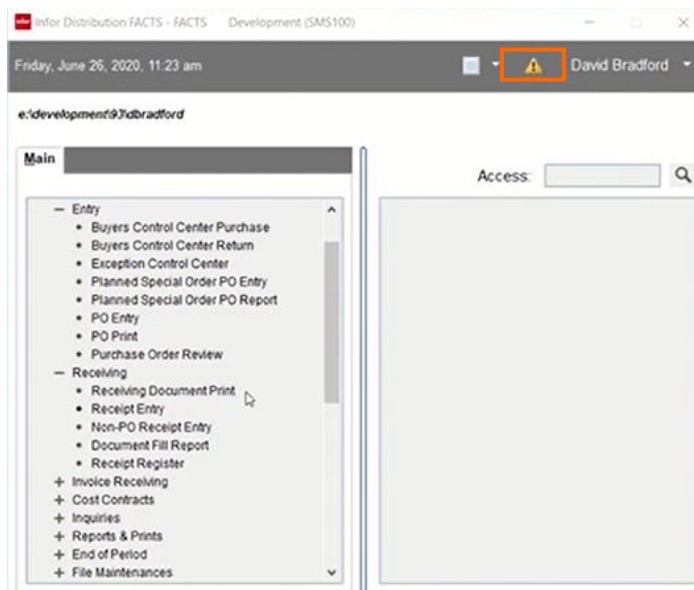 infor Infor Distribution FACTS - FACTS Development (SMS100)
Friday, June 26, 2020, 11:23 am David Bradford
e:\development\93\dbradford
Main
Access:
Entry
Buyers Control Center Purchase
Buyers Control Center Return
Exception Control Center
Planned Special Order PO Entry
Planned Special Order PO Report
PO Entry
PO Print
Purchase Order Review
Receiving
Receiving Document Print
Receipt Entry
Non-PO Receipt Entry
Document Fill Report
Receipt Register
Invoice Receiving
Cost Contracts
Inquiries
Reports & Prints
End of Period
File Maintenances